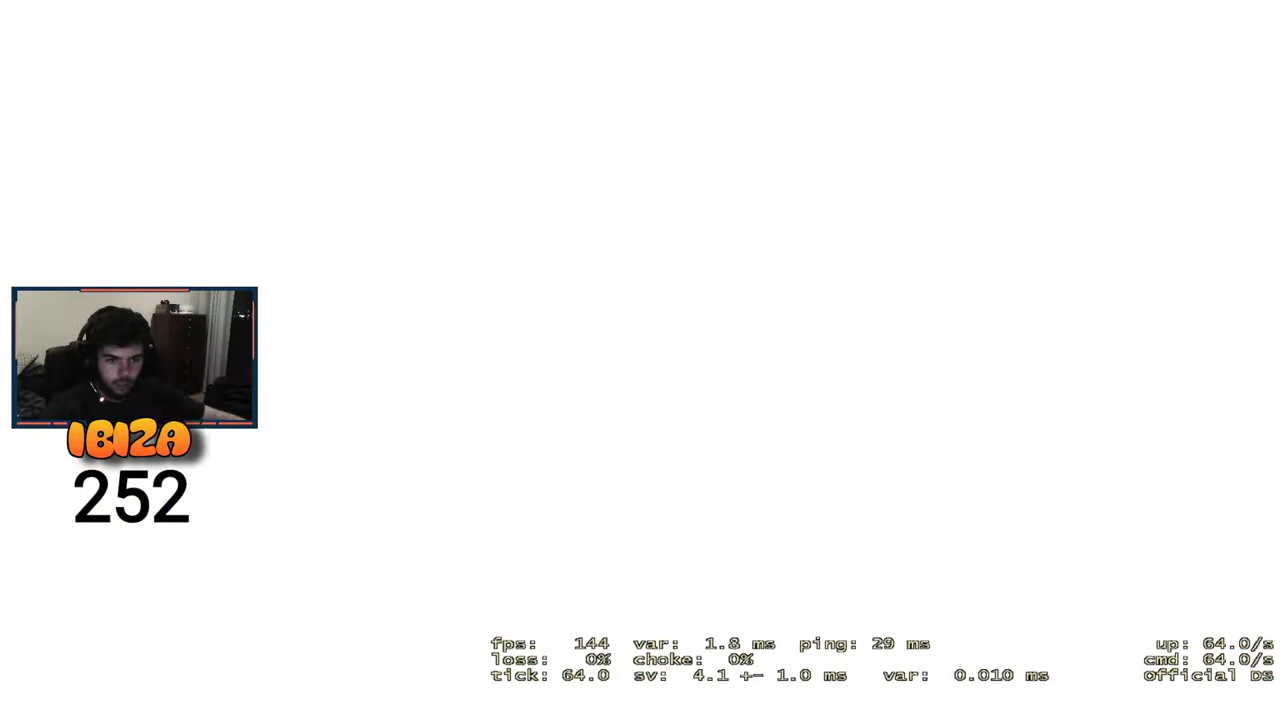 IBIZA
252
fps: 144 var: 1.8 ms ping: 29 ms up: 64.0/s
loss: 0% choke: 0% cmd: 64.0/s
tick: 64.0 sv: 4.1 +- 1.0 ms var: 0.010 ms official DS